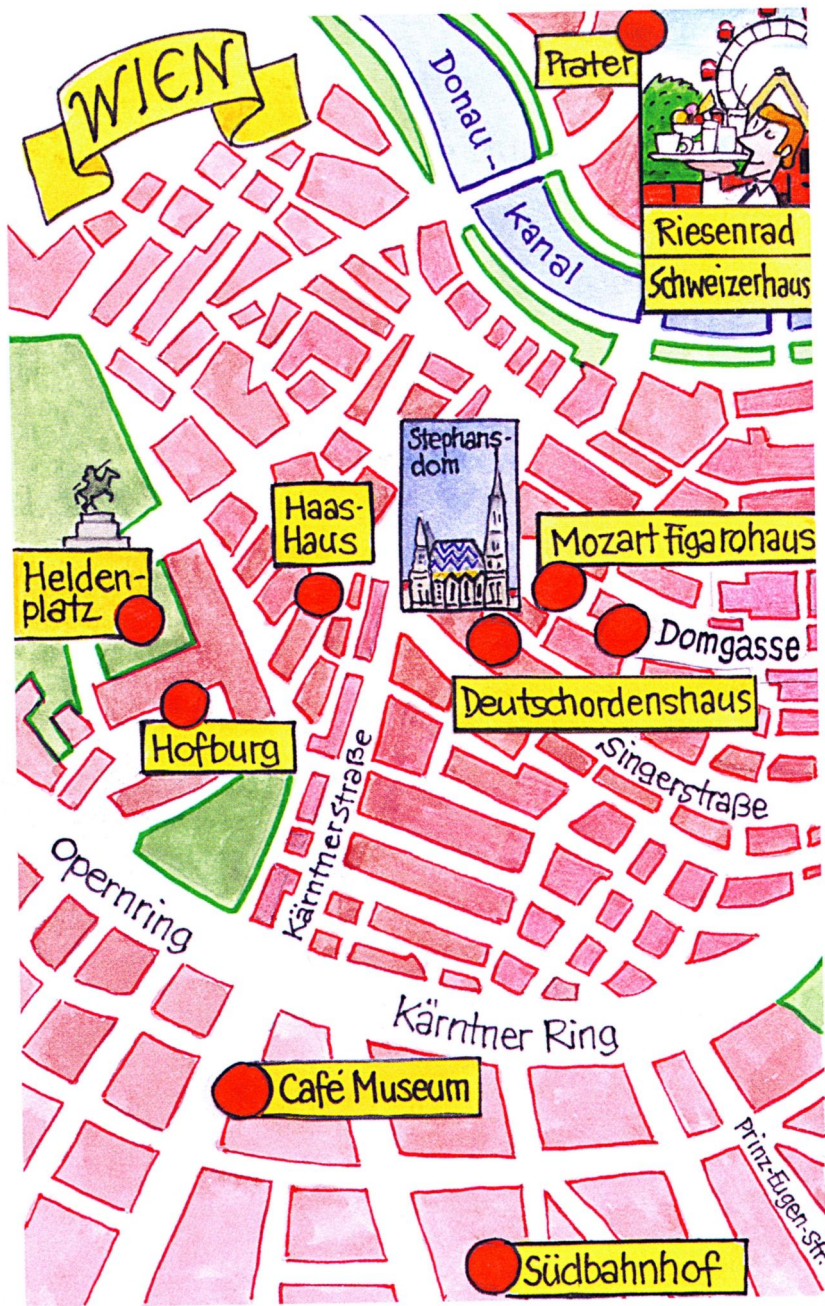 WIEN
Donau-
kanal
Prater
Riesenrad
Schweizerhaus
Stephans-
dom
Haas-
Haus
Mozart Figarohaus
Helden-
platz
Domgasse
Deutschordenshaus
Hofburg
Singerstraße
Kärntnerstraße
Opernring
Kärntner Ring
Café Museum
Prinz-Eugen-Str.
Südbahnhof